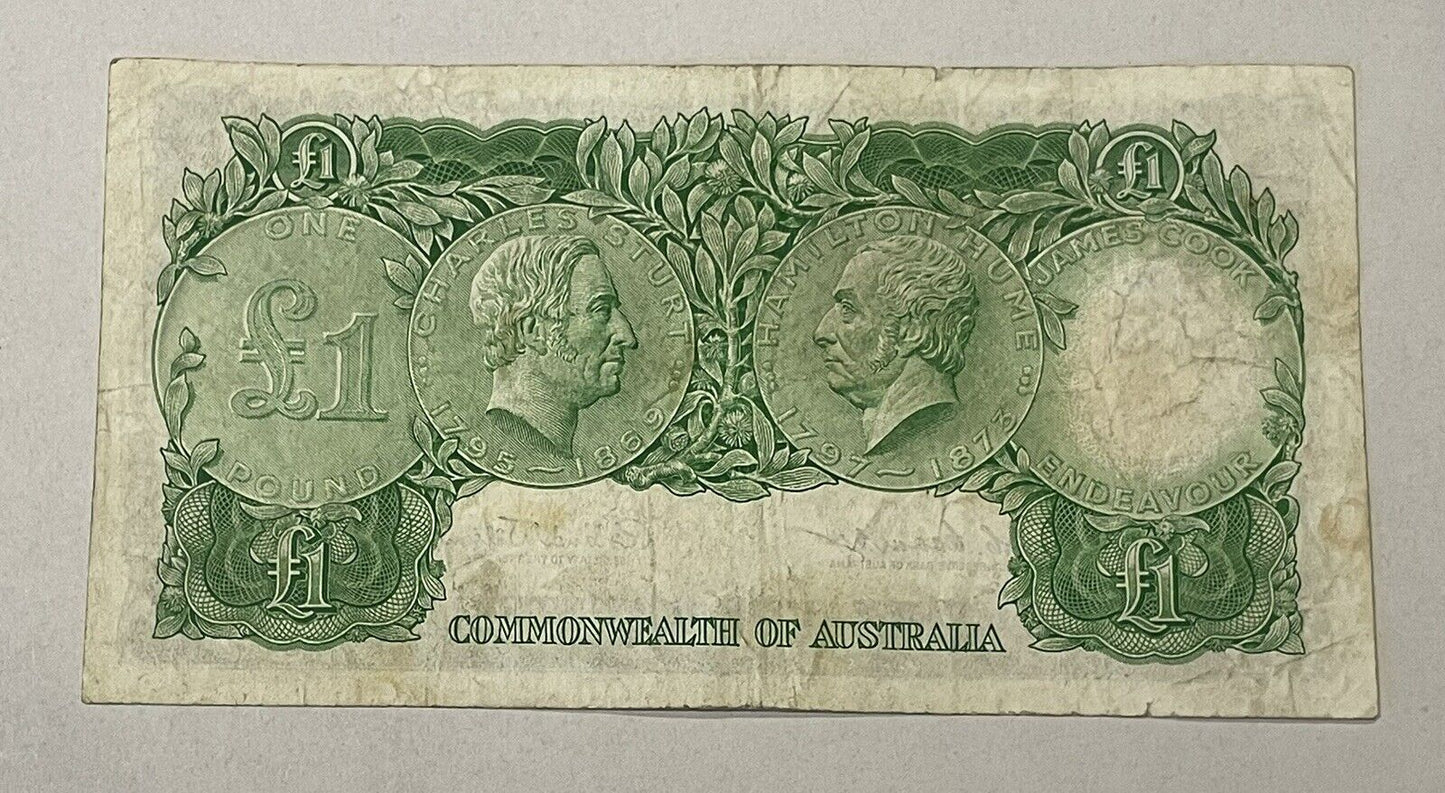 £1
£1
ONE
£1
POUND
CHARLES STURT
1795~1869
HAMILTON HUME
1797~1873
JAMES COOK
ENDEAVOUR
£1
£1
COMMONWEALTH OF AUSTRALIA